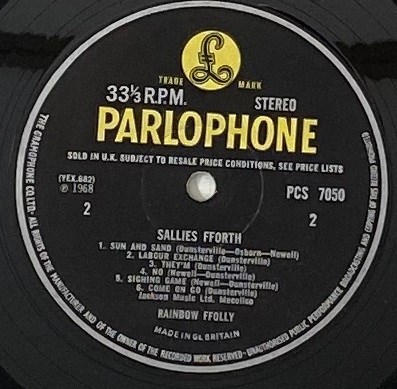 £
TRADE MARK
33⅓ R.P.M. STEREO
PARLOPHONE
SOLD IN U.K. SUBJECT TO RESALE PRICE CONDITIONS, SEE PRICE LISTS
(YEX.682) PCS 7050
℗ 1968
2 2
SALLIES FFORTH
1. SUN AND SAND (Dunsterville—Osborn—Newell)
2. LABOUR EXCHANGE (Dunsterville)
3. THEY'M (Dunsterville)
4. NO (Newell—Dunsterville)
5. SIGHING GAME (Newell—Dunsterville)
6. COME ON GO (Dunsterville)
Jackson Music Ltd. Mecolico
RAINBOW FFOLLY
MADE IN GT. BRITAIN
THE GRAMOPHONE CO. LTD. · ALL RIGHTS OF THE MANUFACTURER AND OF THE OWNER OF THE RECORDED WORK RESERVED · UNAUTHORISED PUBLIC PERFORMANCE BROADCASTING AND COPYING OF THIS RECORD PROHIBITED